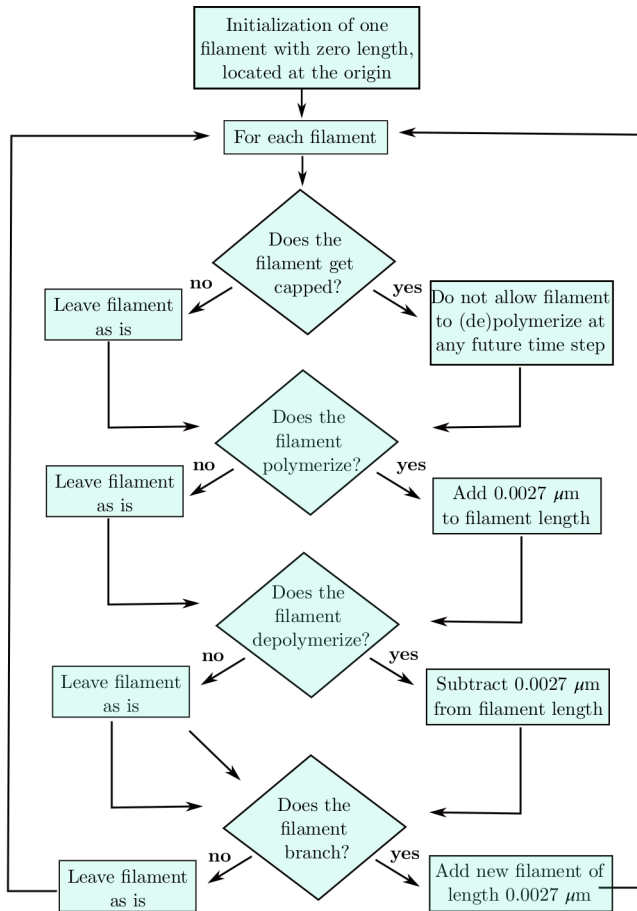 Initialization of one
filament with zero length,
located at the origin
For each filament
Does the
filament get
capped?
no
yes
Leave filament
as is
Do not allow filament
to (de)polymerize at
any future time step
Does the
filament
polymerize?
no
yes
Leave filament
as is
Add 0.0027 μm
to filament length
Does the
filament
depolymerize?
no
yes
Leave filament
as is
Subtract 0.0027 μm
from filament length
Does the
filament
branch?
no
yes
Leave filament
as is
Add new filament of
length 0.0027 μm